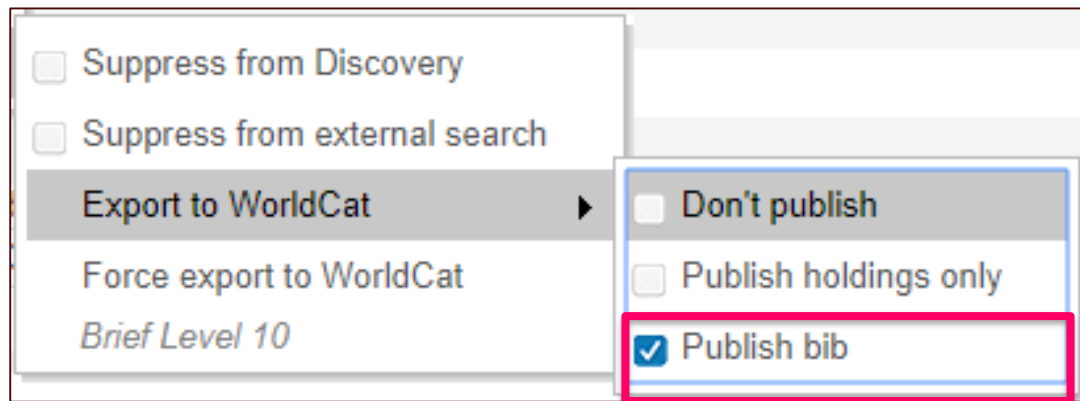 Suppress from Discovery
Suppress from external search
Export to WorldCat
Force export to WorldCat
Brief Level 10
Don't publish
Publish holdings only
Publish bib